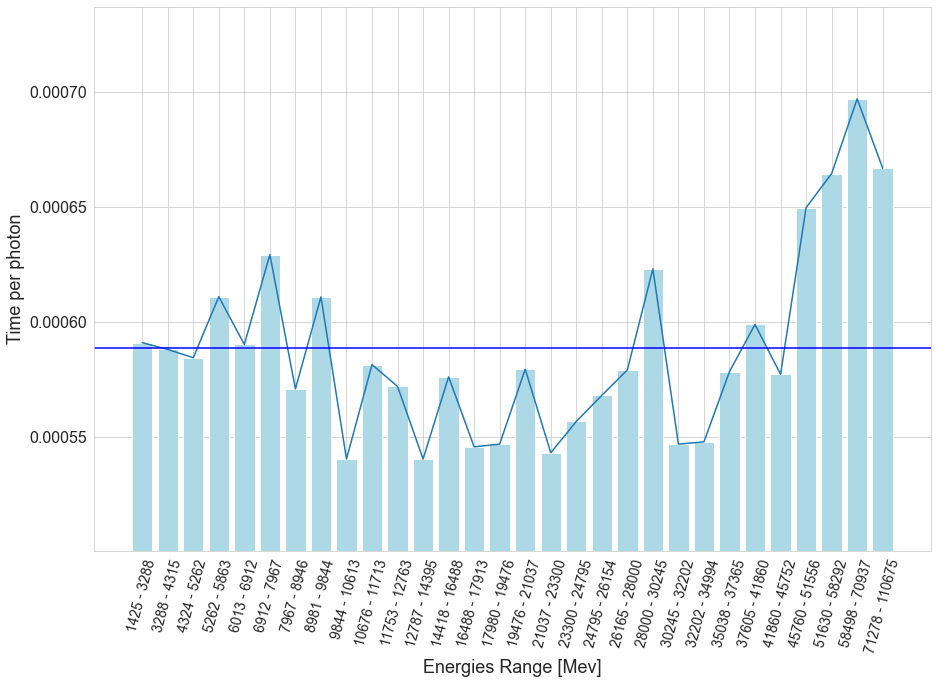 0.00070
0.00065
0.00060
0.00055
Time per photon
1425 - 3288
3288 - 4315
4324 - 5262
5262 - 5863
6013 - 6912
6912 - 7967
7967 - 8946
8981 - 9844
9844 - 10613
10676 - 11713
11753 - 12763
12787 - 14395
14418 - 16488
16488 - 17913
17980 - 19476
19476 - 21037
21037 - 23300
23300 - 24795
24795 - 26154
26165 - 28000
28000 - 30245
30245 - 32202
32202 - 34994
35038 - 37365
37605 - 41860
41860 - 45752
45760 - 51556
51630 - 58292
58498 - 70937
71278 - 110675
Energies Range [Mev]